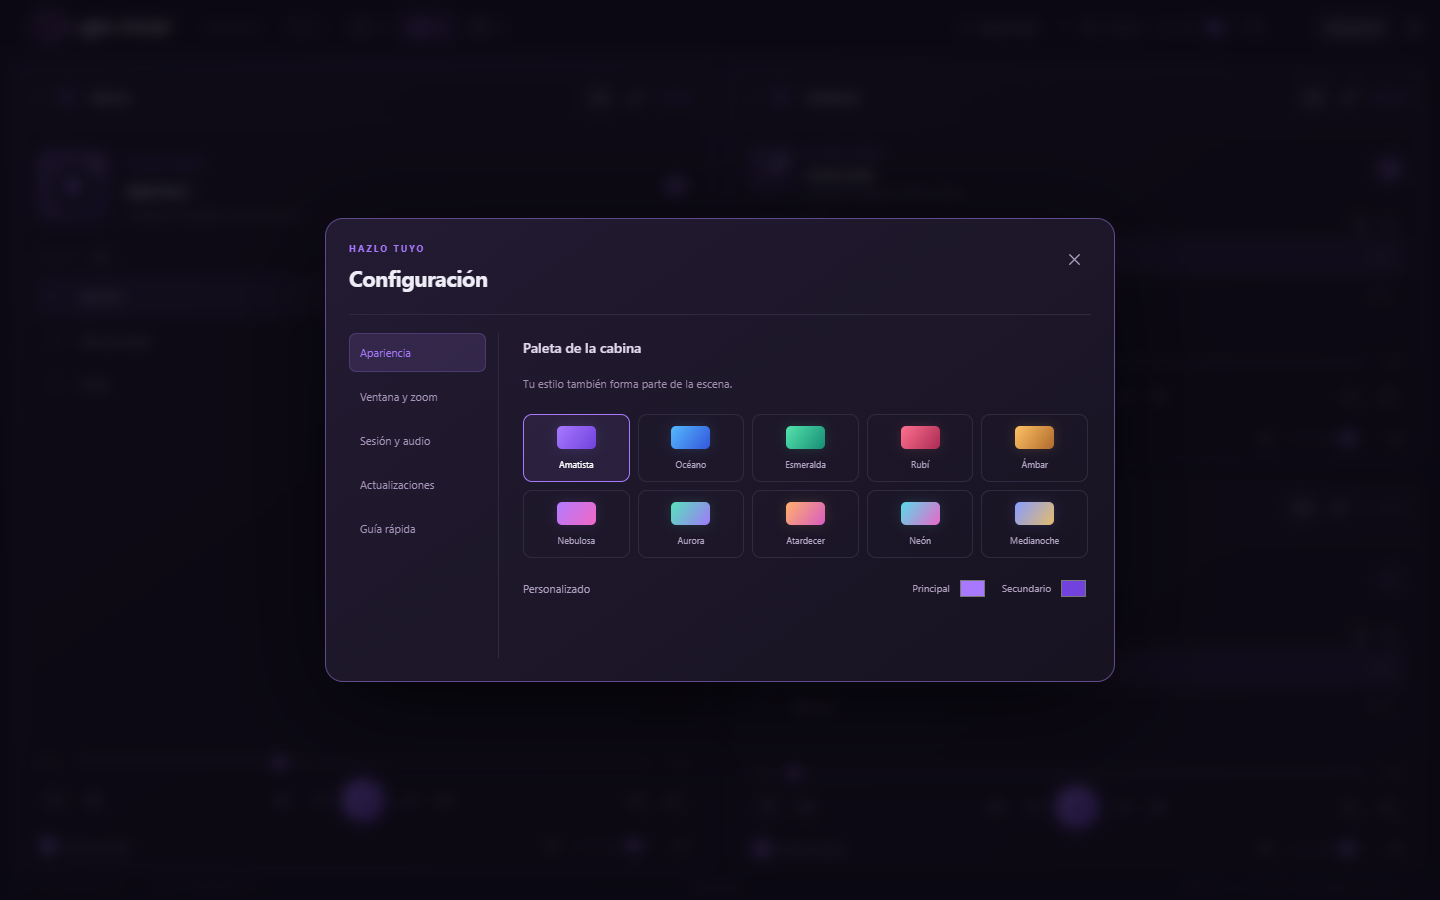 HAZLO TUYO
Configuración
Apariencia
Ventana y zoom
Sesión y audio
Actualizaciones
Guía rápida
Paleta de la cabina
Tu estilo también forma parte de la escena.
Amatista
Océano
Esmeralda
Rubí
Ámbar
Nebulosa
Aurora
Atardecer
Neón
Medianoche
Personalizado
Principal
Secundario